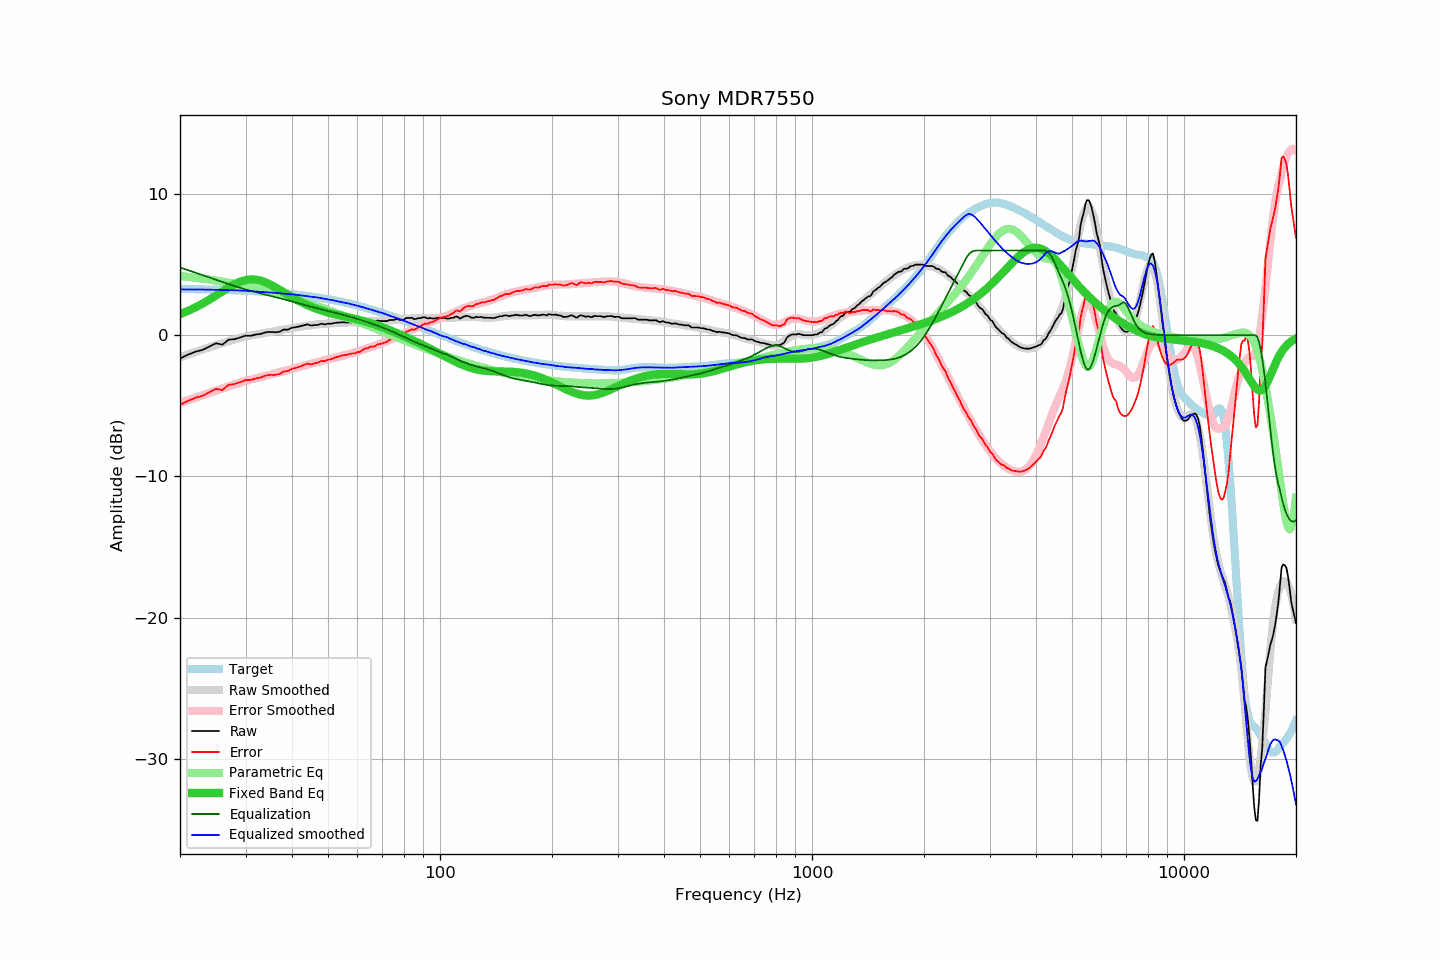 Sony MDR7550
10
0
−10
−20
−30
Amplitude (dBr)
Target
Raw Smoothed
Error Smoothed
Raw
Error
Parametric Eq
Fixed Band Eq
Equalization
Equalized smoothed
100
1000
10000
Frequency (Hz)